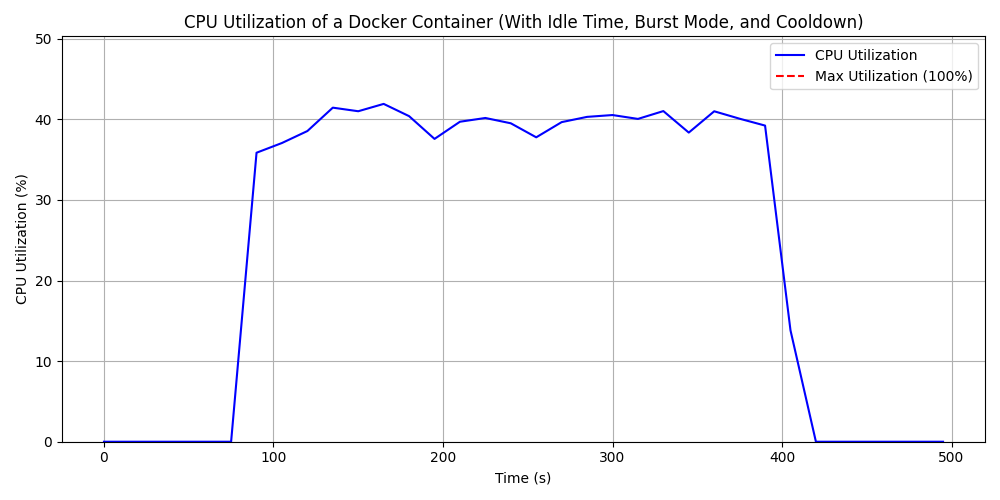 CPU Utilization of a Docker Container (With Idle Time, Burst Mode, and Cooldown)
CPU Utilization
Max Utilization (100%)
CPU Utilization (%)
50
40
30
20
10
0
0 100 200 300 400 500
Time (s)